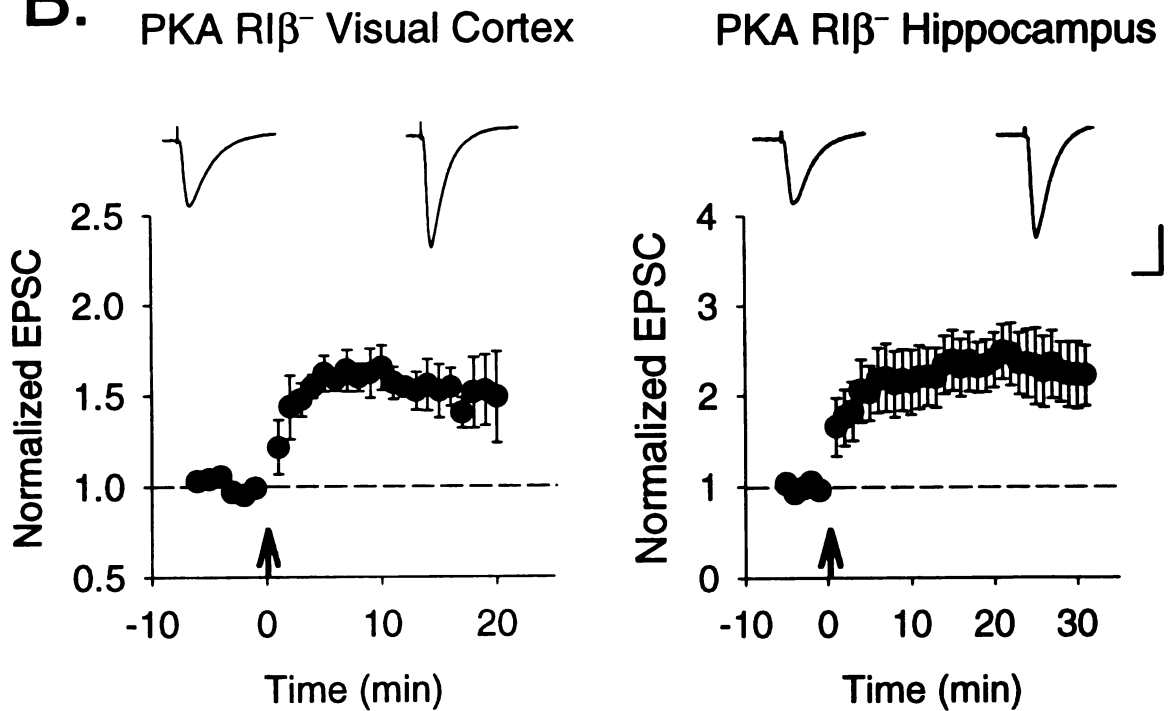 B.
PKA RIβ⁻ Visual Cortex
Normalized EPSC
2.5
2.0
1.5
1.0
0.5
-10 0 10 20
Time (min)
PKA RIβ⁻ Hippocampus
Normalized EPSC
4
3
2
1
0
-10 0 10 20 30
Time (min)